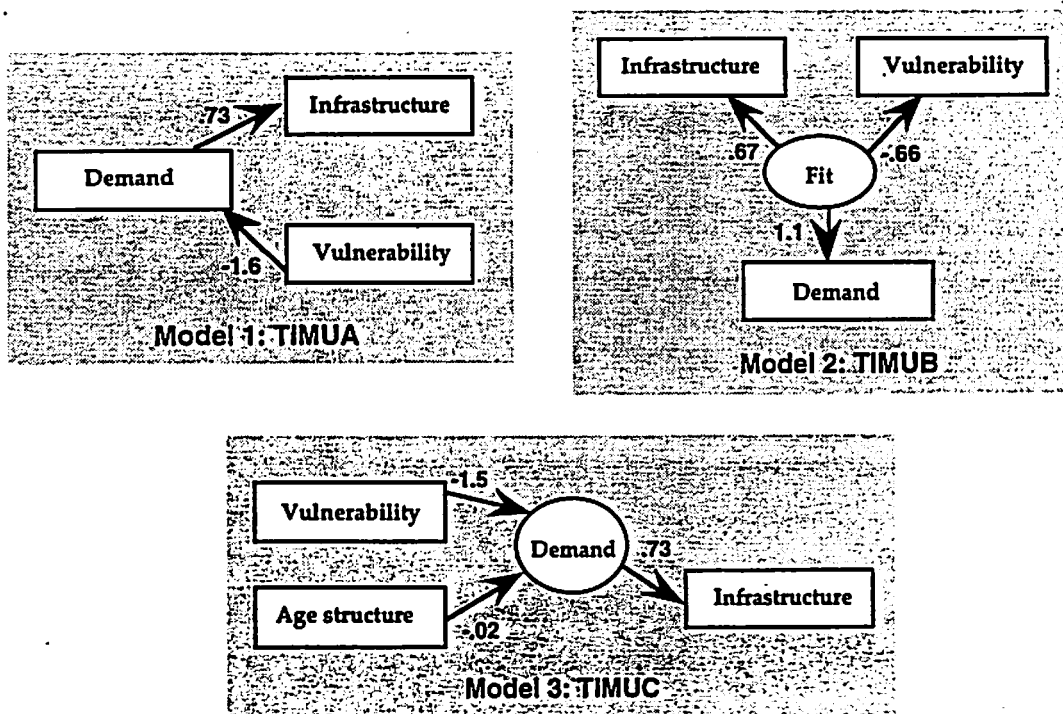 Infrastructure
.73
Demand
Vulnerability
-1.6
Model 1: TIMUA
Infrastructure
Vulnerability
.67
-.66
Fit
1.1
Demand
Model 2: TIMUB
Vulnerability
-1.5
Demand
.73
Age structure
-.02
Infrastructure
Model 3: TIMUC